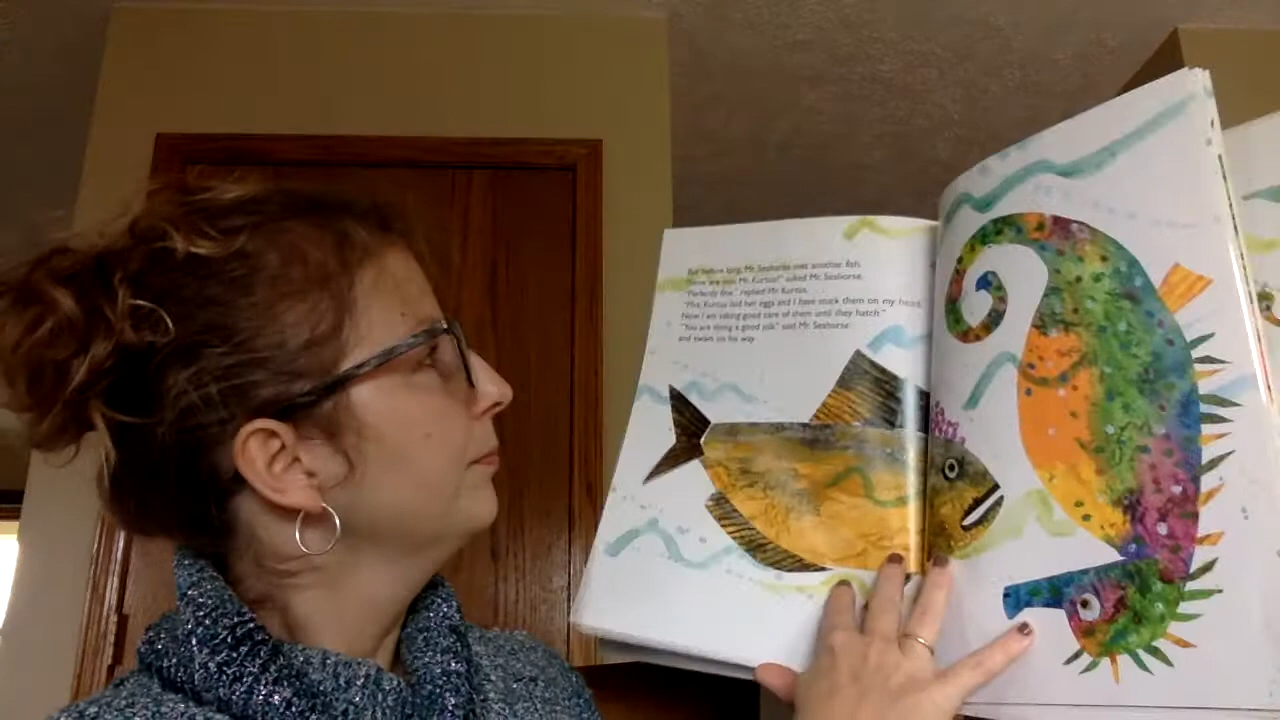 But before long, Mr. Seahorse met another fish.
"How are you, Mr. Kurtus?" asked Mr. Seahorse.
"Perfectly fine," replied Mr. Kurtus.
"Mrs. Kurtus laid her eggs and I have stuck them on my head.
Now I am taking good care of them until they hatch."
"You are doing a good job," said Mr. Seahorse
and swam on his way.